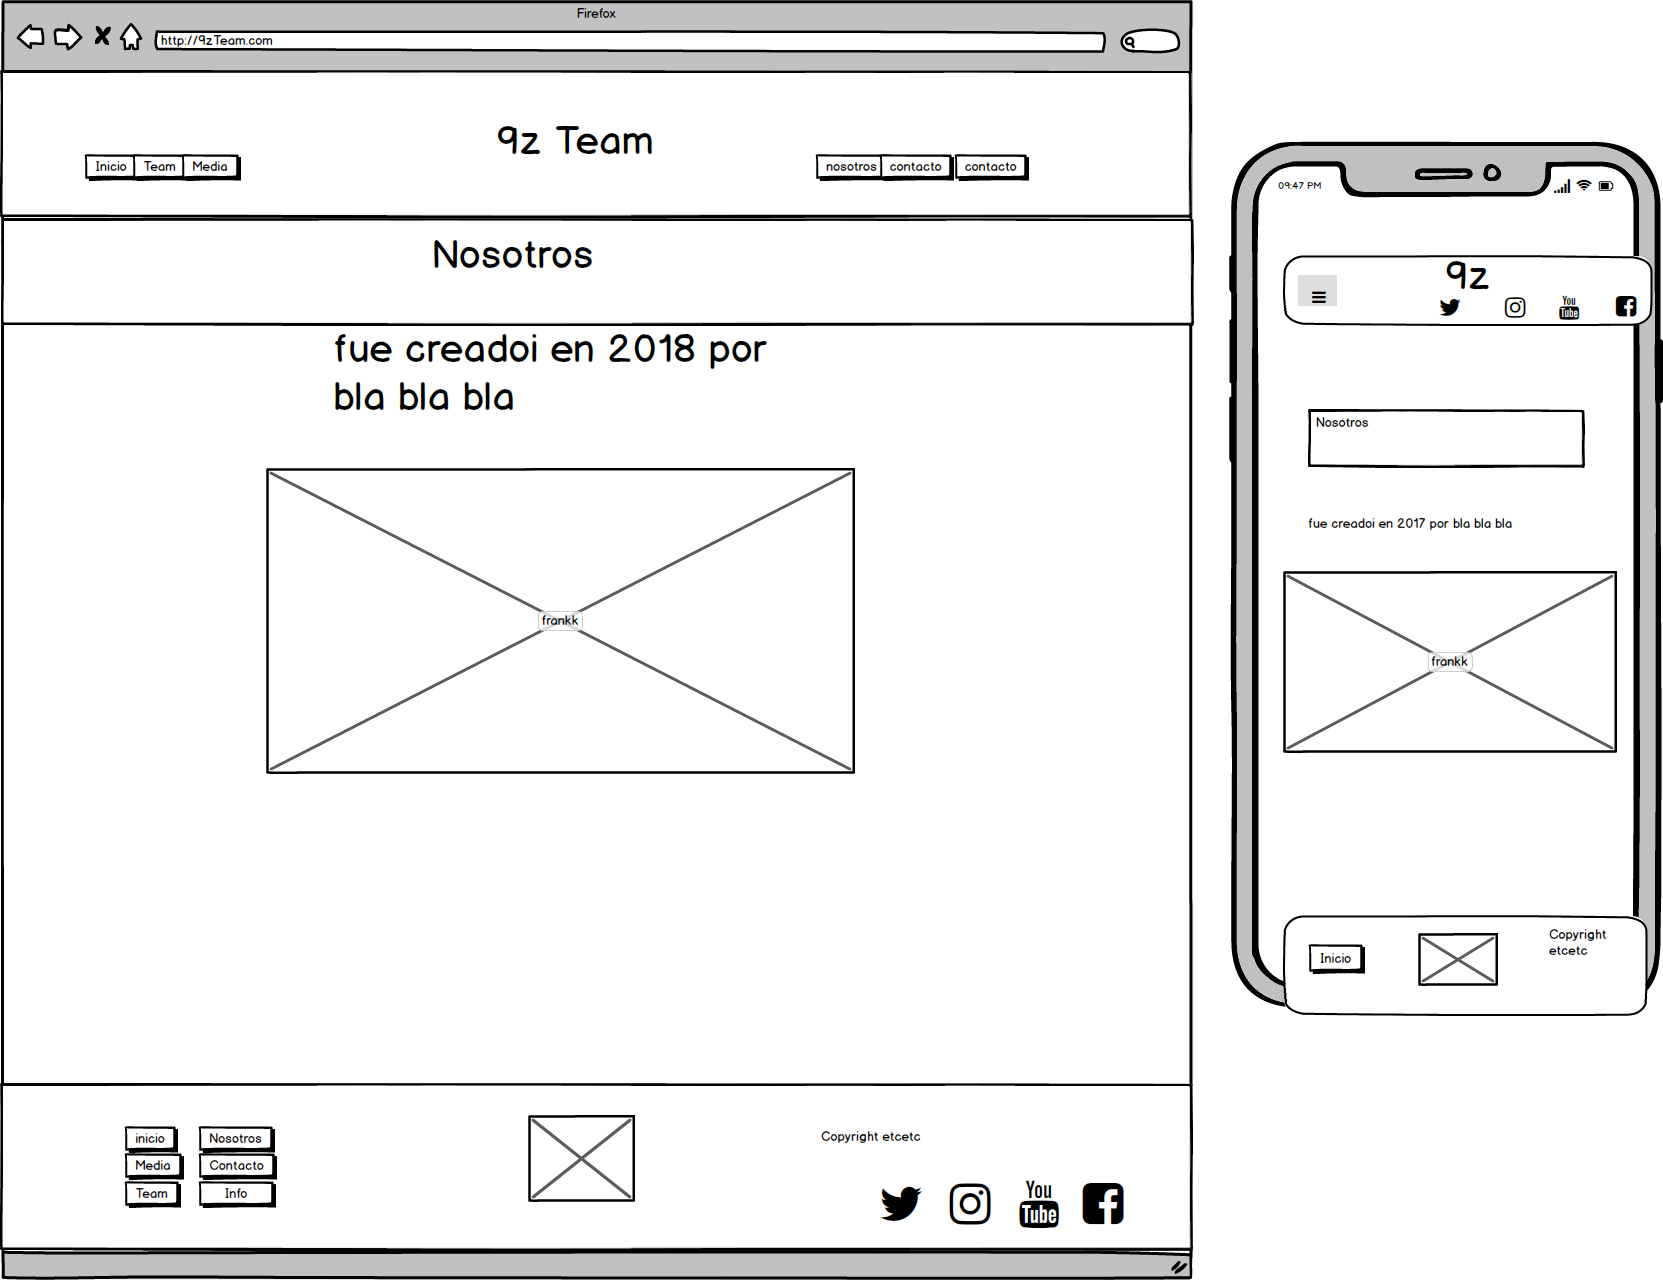 Firefox
http://9zTeam.com
9z Team
Inicio Team Media
nosotros contacto contacto
Nosotros
fue creadoi en 2018 por
bla bla bla
frankk
inicio Nosotros
Media Contacto
Team Info
Copyright etcetc
You
Tube
09:47 PM
9z
You
Tube
Nosotros
fue creadoi en 2017 por bla bla bla
frankk
Inicio
Copyright
etcetc